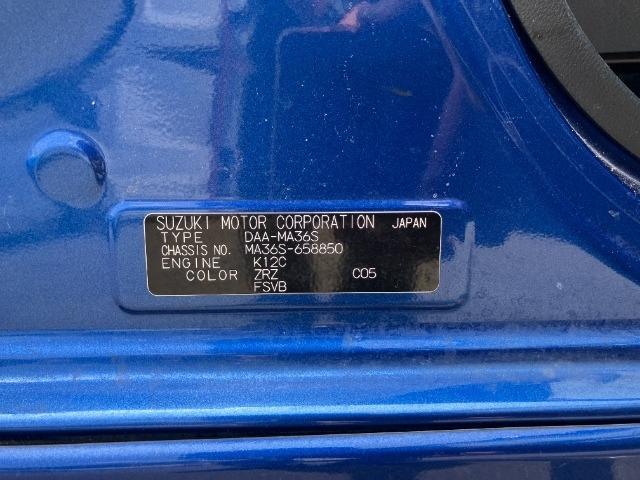 SUZUKI MOTOR CORPORATION JAPAN
TYPE DAA-MA36S
CHASSIS NO. MA36S-658850
ENGINE K12C
COLOR ZRZ C05
FSVB